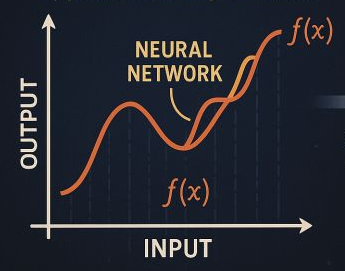 f(x)
NEURAL
NETWORK
OUTPUT
f(x)
INPUT